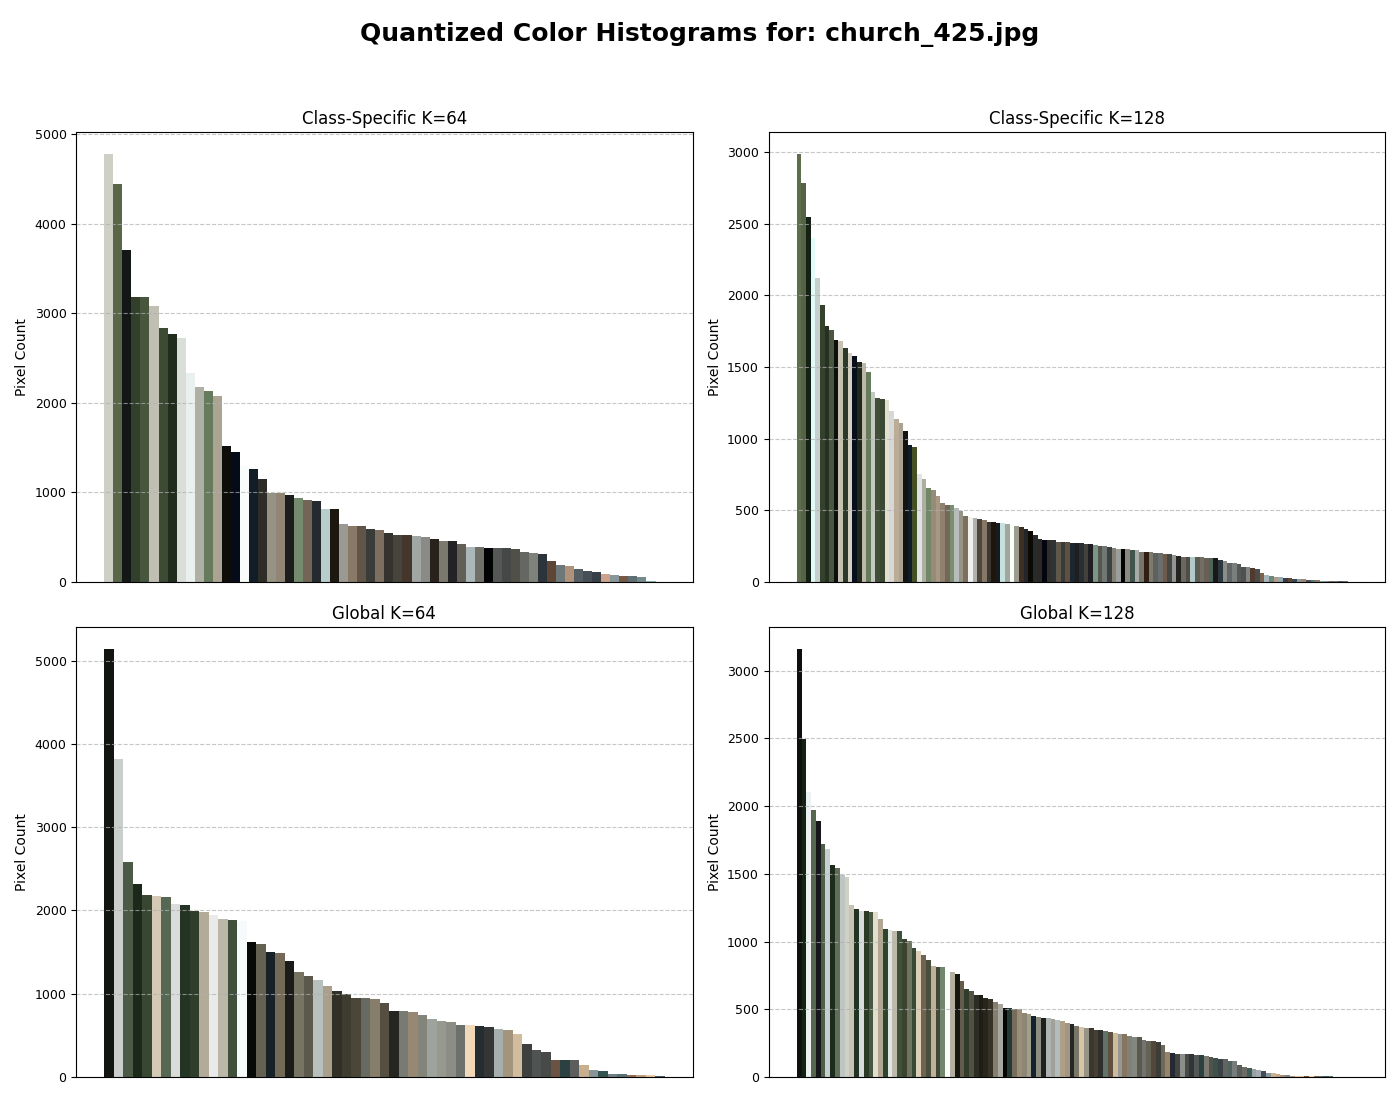 Quantized Color Histograms for: church_425.jpg
Class-Specific K=64
Pixel Count
5000
4000
3000
2000
1000
0
Class-Specific K=128
Pixel Count
3000
2500
2000
1500
1000
500
0
Global K=64
Pixel Count
5000
4000
3000
2000
1000
0
Global K=128
Pixel Count
3000
2500
2000
1500
1000
500
0